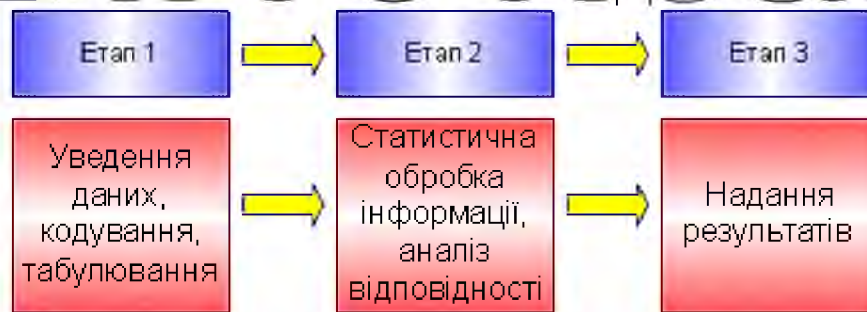 Етап 1
Етап 2
Етап 3
Уведення
даних,
кодування,
табулювання
Статистична
обробка
інформації,
аналіз
відповідності
Надання
результатів